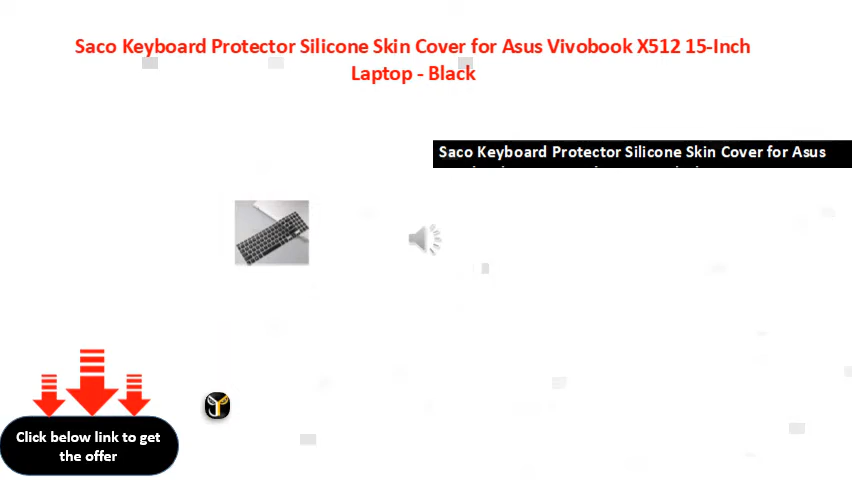 Saco Keyboard Protector Silicone Skin Cover for Asus Vivobook X512 15-Inch
Laptop - Black
Saco Keyboard Protector Silicone Skin Cover for Asus
Click below link to get
the offer